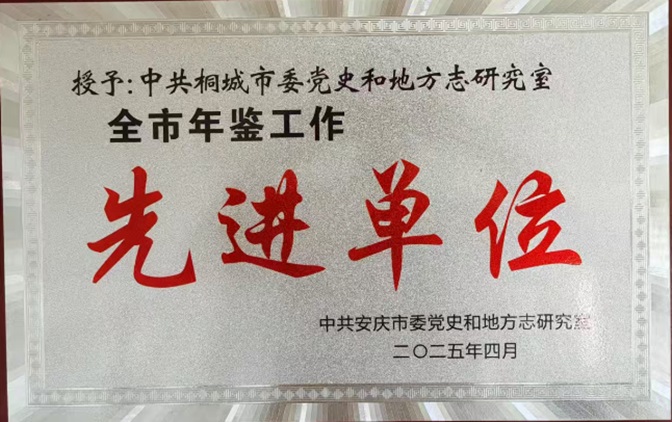 授予:中共桐城市委党史和地方志研究室
全市年鉴工作
先进单位
中共安庆市委党史和地方志研究室
二〇二五年四月